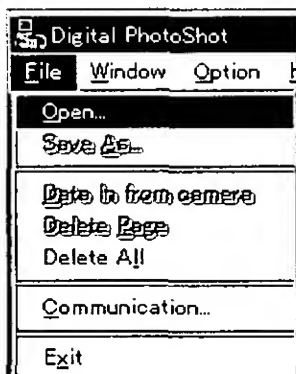 Digital PhotoShot
File Window Option
Open...
Save As...
Data In from camera
Delete Page
Delete All
Communication...
Exit